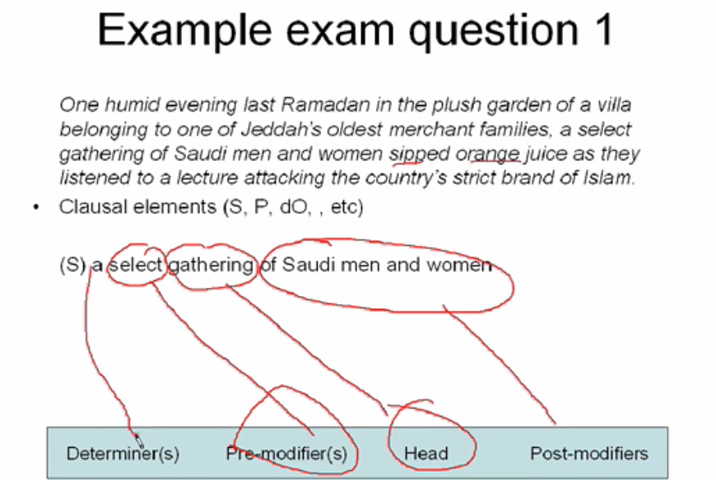 Example exam question 1
One humid evening last Ramadan in the plush garden of a villa
belonging to one of Jeddah's oldest merchant families, a select
gathering of Saudi men and women sipped orange juice as they
listened to a lecture attacking the country's strict brand of Islam.
• Clausal elements (S, P, dO, , etc)
(S) a select gathering of Saudi men and women
Determiner(s) Pre-modifier(s) Head Post-modifiers